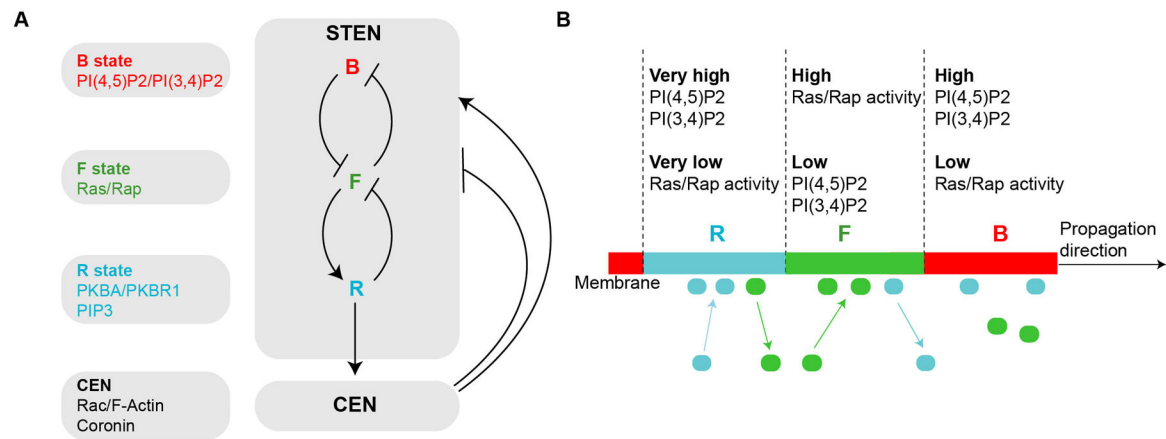 A
B state
PI(4,5)P2/PI(3,4)P2
F state
Ras/Rap
R state
PKBA/PKBR1
PIP3
CEN
Rac/F-Actin
Coronin
STEN
B
F
R
CEN
B
Very high
PI(4,5)P2
PI(3,4)P2
Very low
Ras/Rap activity
High
Ras/Rap activity
Low
PI(4,5)P2
PI(3,4)P2
High
PI(4,5)P2
PI(3,4)P2
Low
Ras/Rap activity
R
F
B
Propagation
direction
Membrane